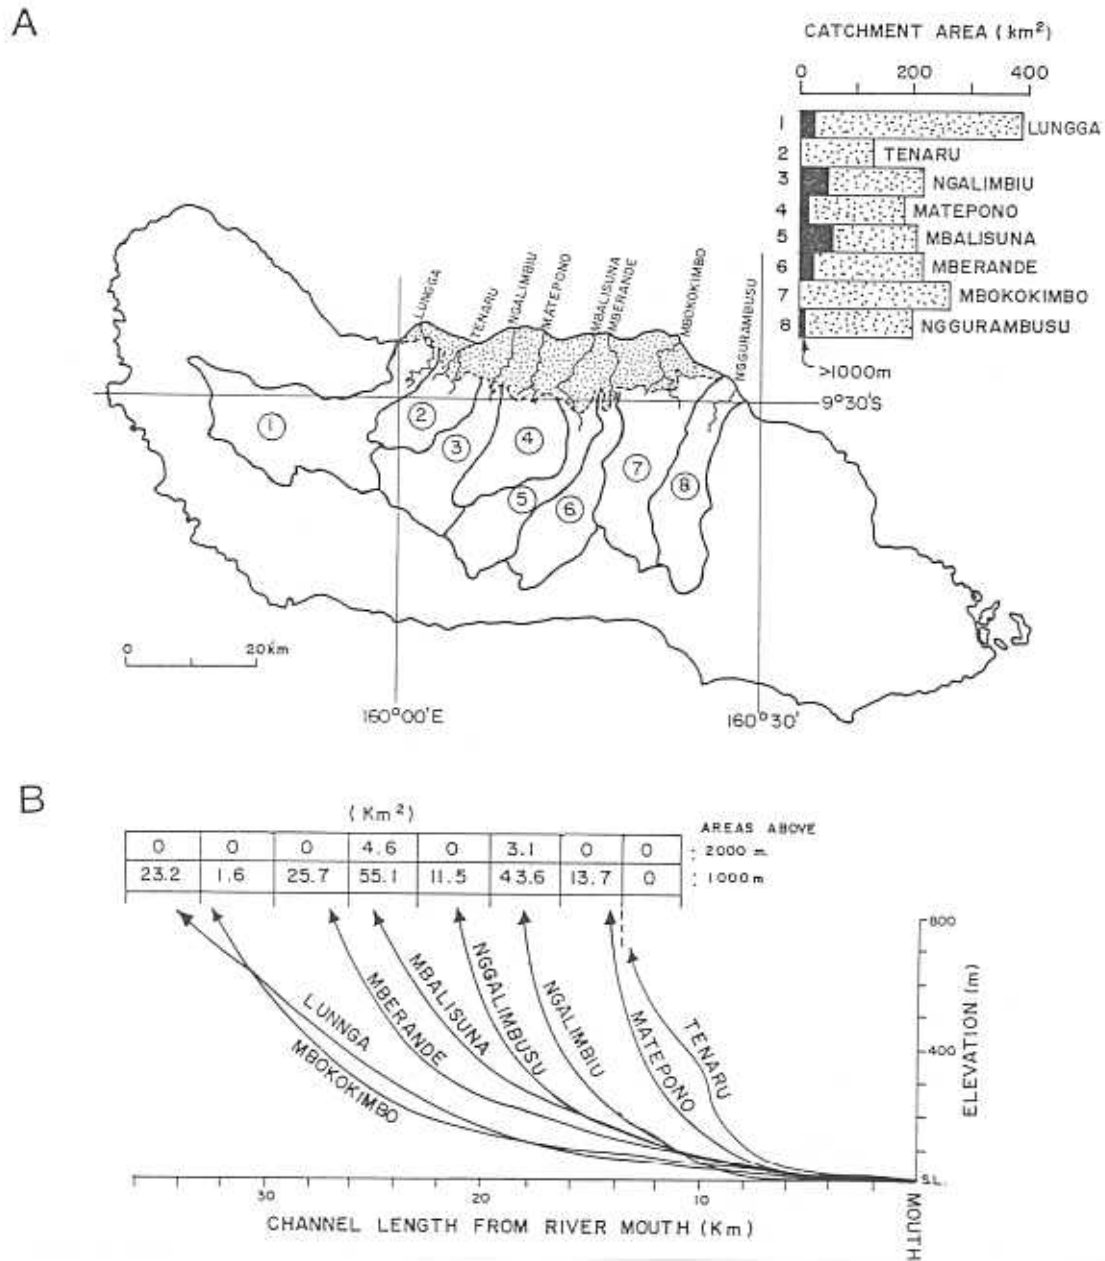 A
CATCHMENT AREA (km²)
0 200 400
1 LUNGGA
2 TENARU
3 NGALIMBIU
4 MATEPONO
5 MBALISUNA
6 MBERANDE
7 MBOKOKIMBO
8 NGGURAMBUSU
>1000m
LUNGGA
TENARU
NGALIMBIU
MATEPONO
MBALISUNA
MBERANDE
MBOKOKIMBO
NGGURAMBUSU
9°30'S
1
2
3
4
5
6
7
8
0 20km
160°00'E
160°30'
B
(Km²)
AREAS ABOVE
0 0 0 4.6 0 3.1 0 0 : 2000 m
23.2 1.6 25.7 55.1 11.5 43.6 13.7 0 : 1000m
LUNNGA
MBOKOKIMBO
MBERANDE
MBALISUNA
NGGALIMBUSU
NGALIMBIU
MATEPONO
TENARU
800
400
S.L.
ELEVATION (m)
30 20 10
MOUTH
CHANNEL LENGTH FROM RIVER MOUTH (Km)